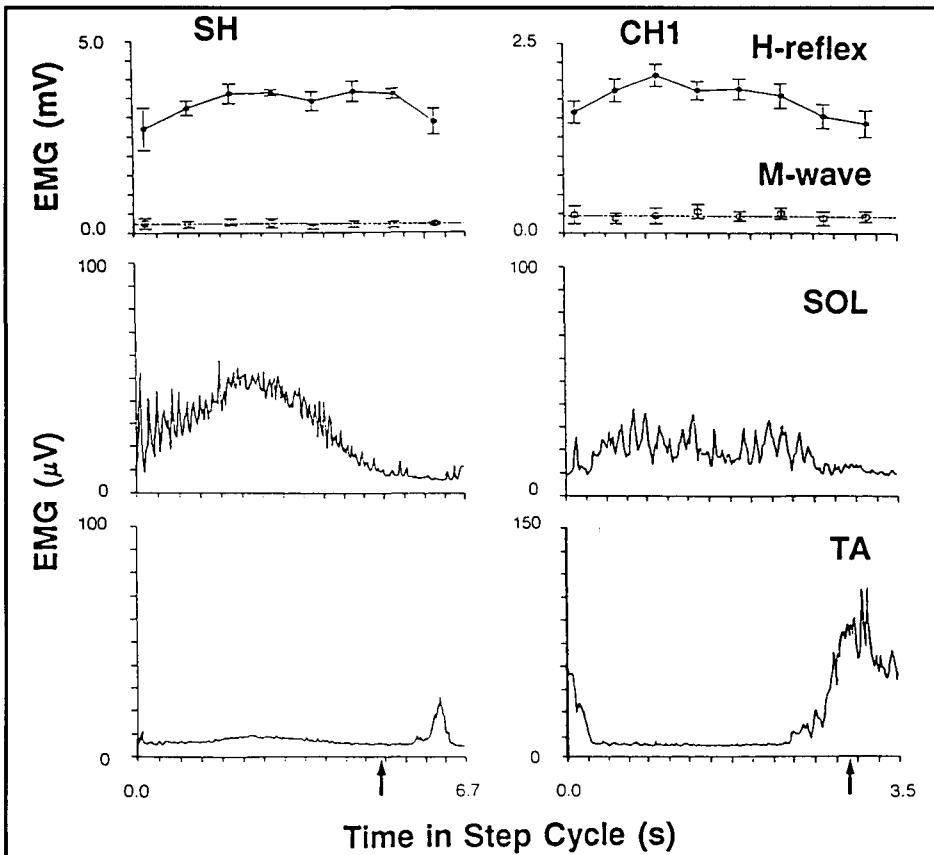 SH
CH1
5.0
2.5
H-reflex
EMG (mV)
M-wave
0.0
0.0
100
100
SOL
0
0
EMG (μV)
100
150
TA
0
0
0.0
6.7
0.0
3.5
Time in Step Cycle (s)